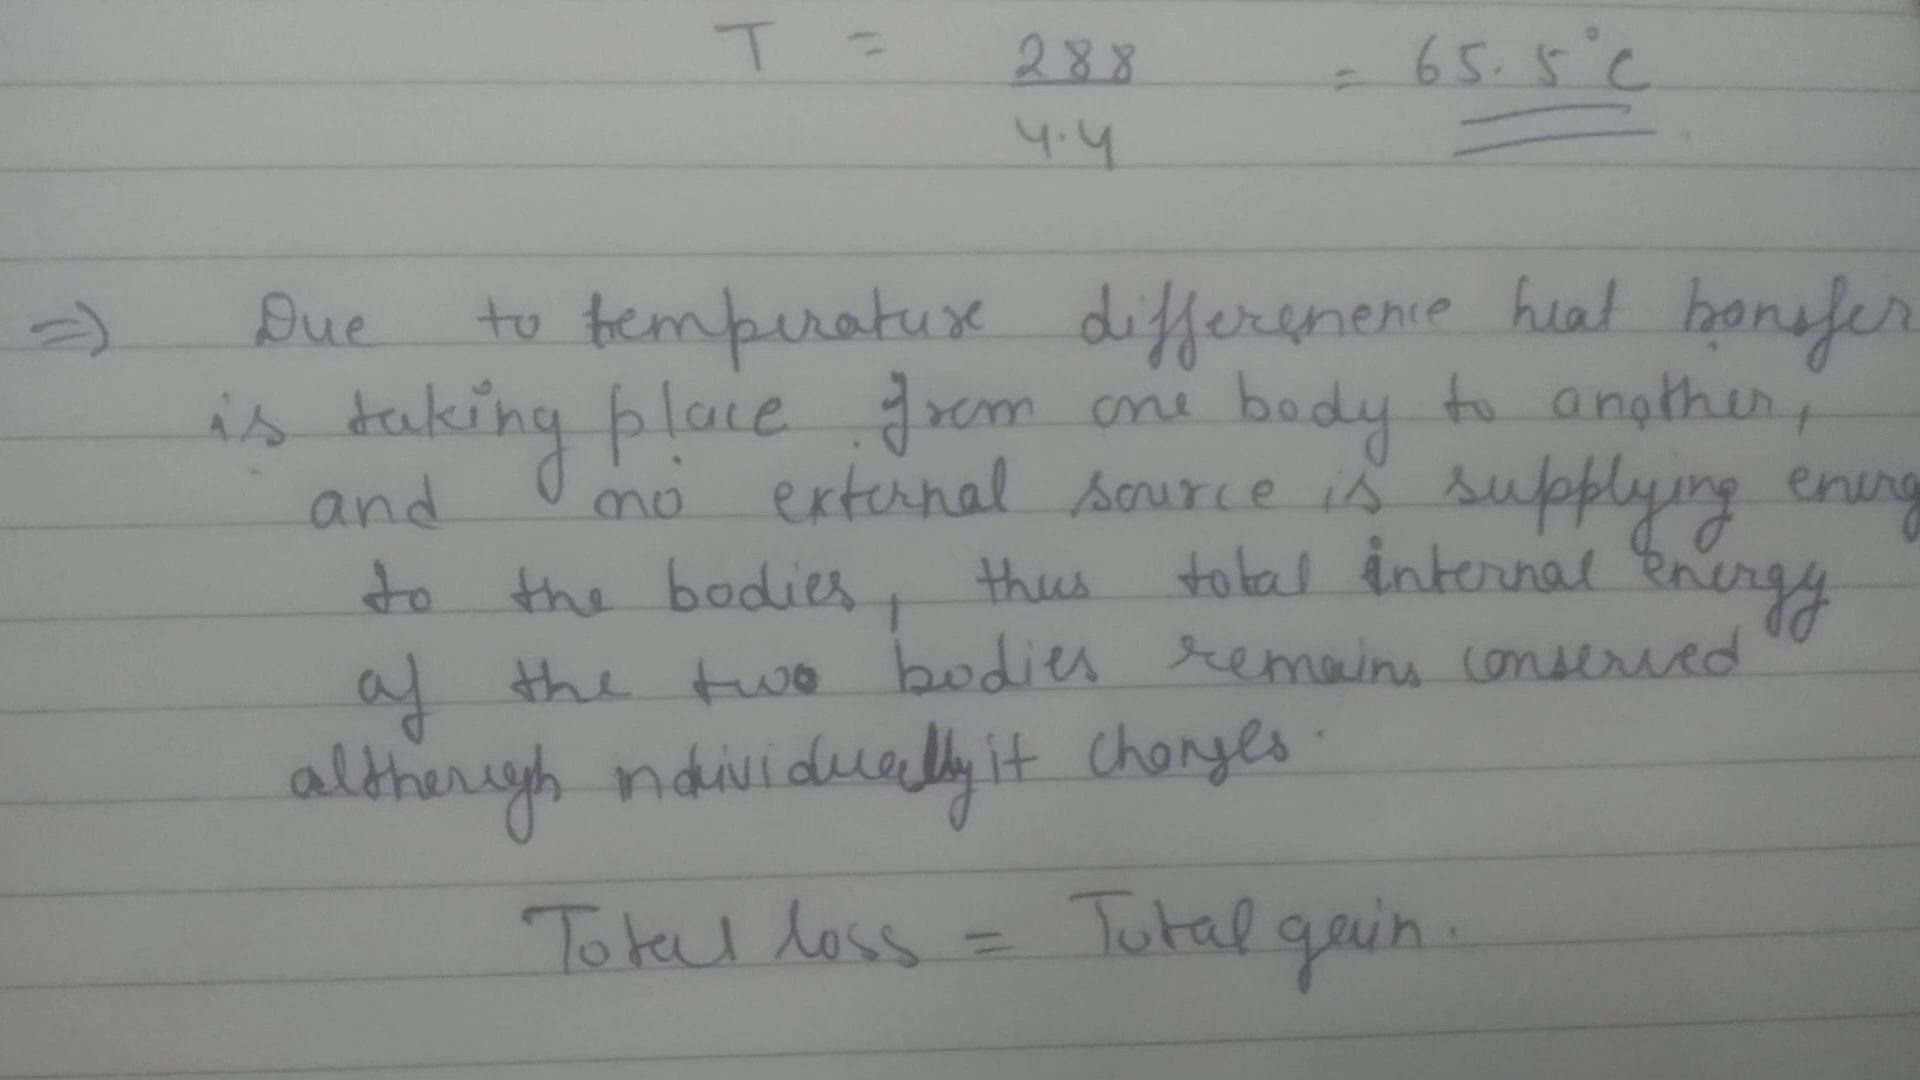 T = 288 / 4.4 = 65.5°C
⇒ Due to temperature differenence heat transfer
is taking place from one body to another,
and no external source is supplying energ
to the bodies, thus total internal energy
of the two bodies remains conserved
although individually it changes.
Total loss = Total gain.